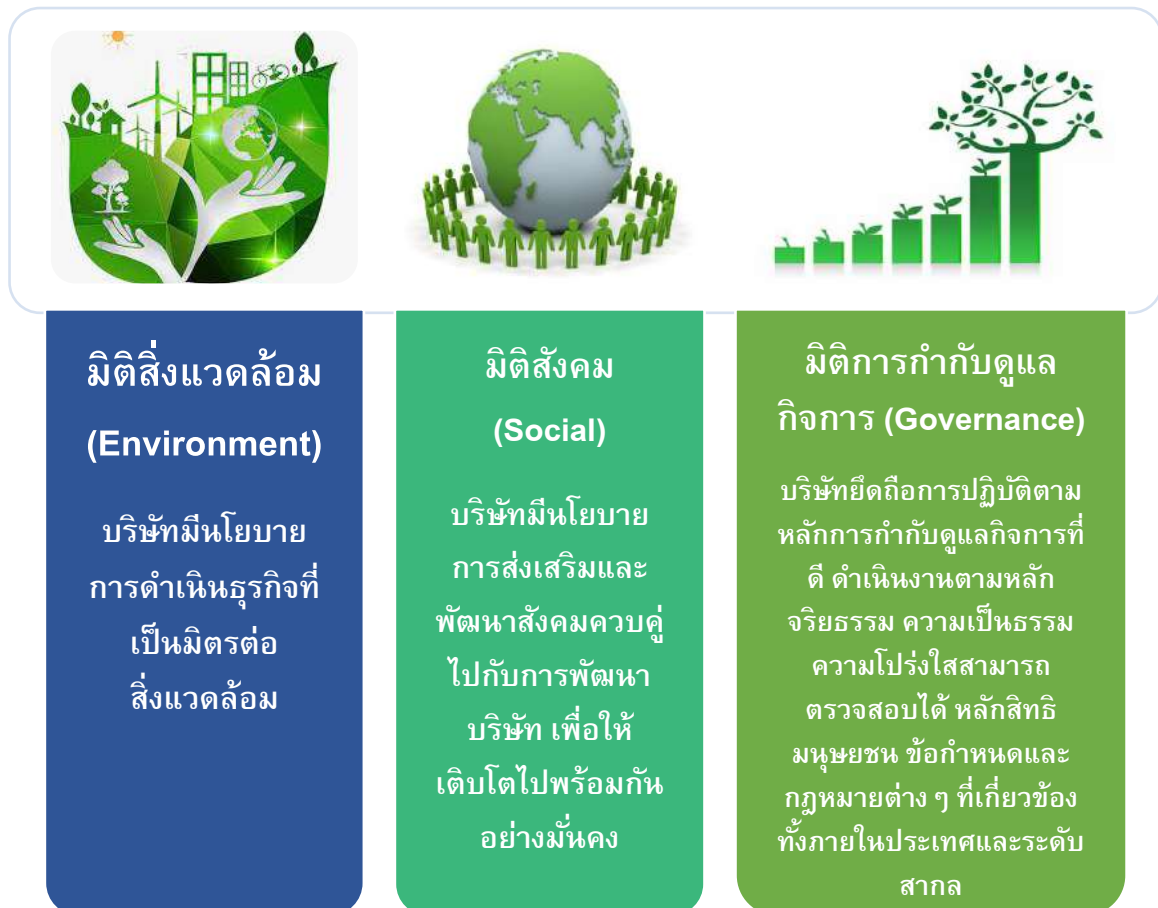 มิติสิ่งแวดล้อม
(Environment)
บริษัทมีนโยบาย
การดำเนินธุรกิจที่
เป็นมิตรต่อ
สิ่งแวดล้อม
มิติสังคม
(Social)
บริษัทมีนโยบาย
การส่งเสริมและ
พัฒนาสังคมควบคู่
ไปกับการพัฒนา
บริษัท เพื่อให้
เติบโตไปพร้อมกัน
อย่างมั่นคง
มิติการกำกับดูแล
กิจการ (Governance)
บริษัทยึดถือการปฏิบัติตาม
หลักการกำกับดูแลกิจการที่
ดี ดำเนินงานตามหลัก
จริยธรรม ความเป็นธรรม
ความโปร่งใสสามารถ
ตรวจสอบได้ หลักสิทธิ
มนุษยชน ข้อกำหนดและ
กฎหมายต่าง ๆ ที่เกี่ยวข้อง
ทั้งภายในประเทศและระดับ
สากล